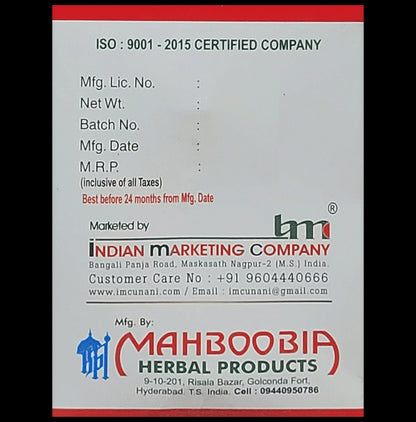 ISO : 9001 - 2015 CERTIFIED COMPANY
Mfg. Lic. No. :
Net Wt. :
Batch No. :
Mfg. Date :
M.R.P. :
(inclusive of all Taxes)
Best before 24 months from Mfg. Date
Marketed by
imc ®
INDIAN MARKETING COMPANY
Bangali Panja Road, Maskasath Nagpur-2 (M.S.) India.
Customer Care No : +91 9604440666
www.imcunani.com / Email : imcunani@gmail.com
Mfg. By:
MAHBOOBIA
HERBAL PRODUCTS
9-10-201, Risala Bazar, Golconda Fort,
Hyderabad. T.S. India. Cell : 09440950786